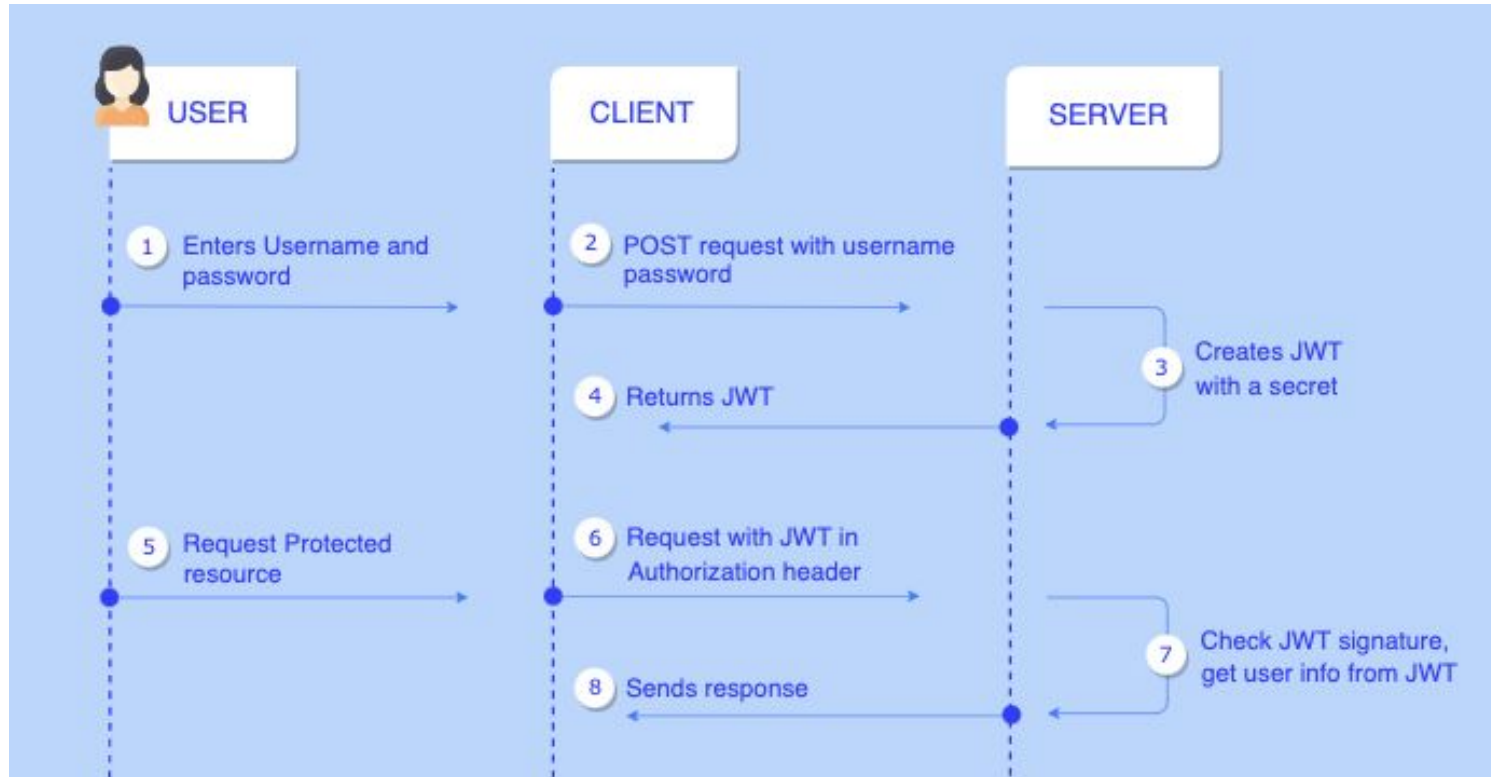 USER
CLIENT
SERVER
1
Enters Username and
password
2
POST request with username
password
3
Creates JWT
with a secret
4
Returns JWT
5
Request Protected
resource
6
Request with JWT in
Authorization header
7
Check JWT signature,
get user info from JWT
8
Sends response